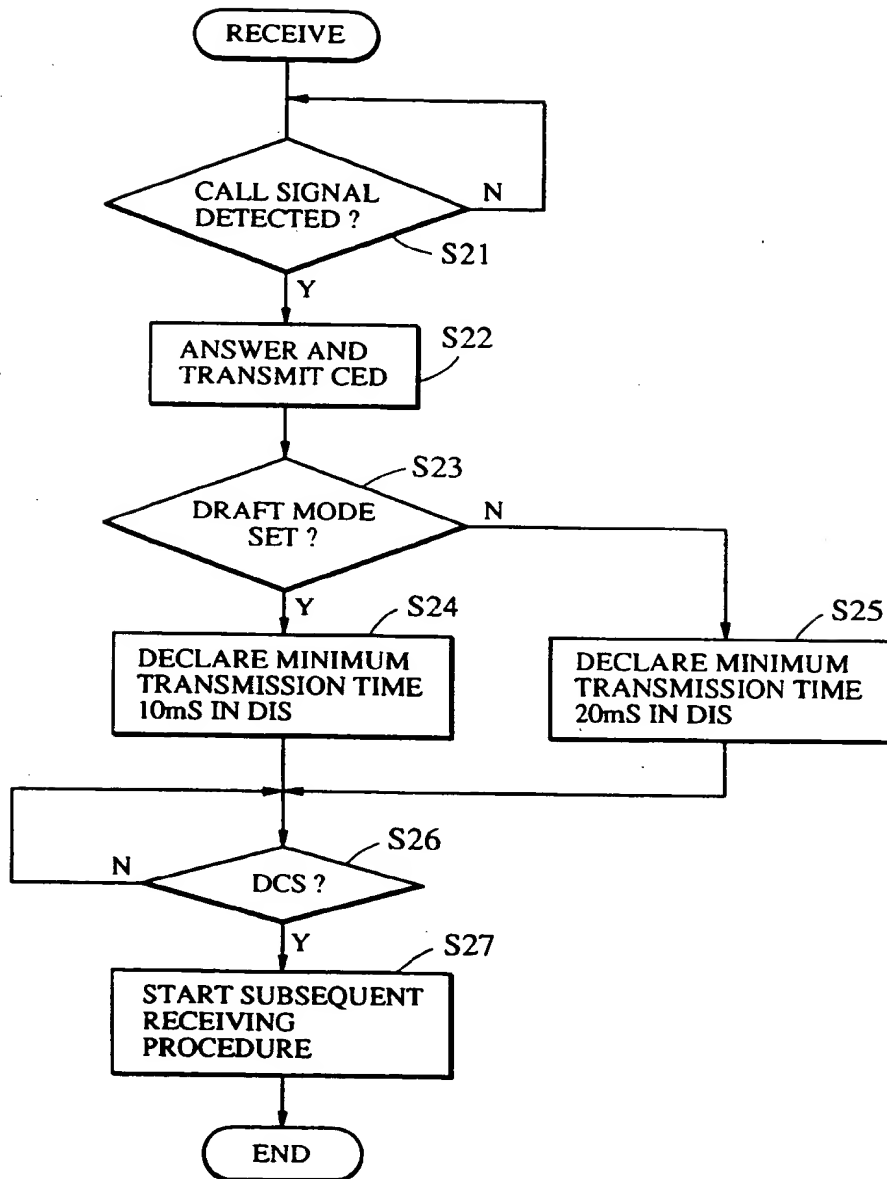 RECEIVE
CALL SIGNAL
DETECTED ?
N
S21
Y
S22
ANSWER AND
TRANSMIT CED
S23
DRAFT MODE
SET ?
N
Y
S24
DECLARE MINIMUM
TRANSMISSION TIME
10mS IN DIS
S25
DECLARE MINIMUM
TRANSMISSION TIME
20mS IN DIS
S26
N
DCS ?
Y
S27
START SUBSEQUENT
RECEIVING
PROCEDURE
END